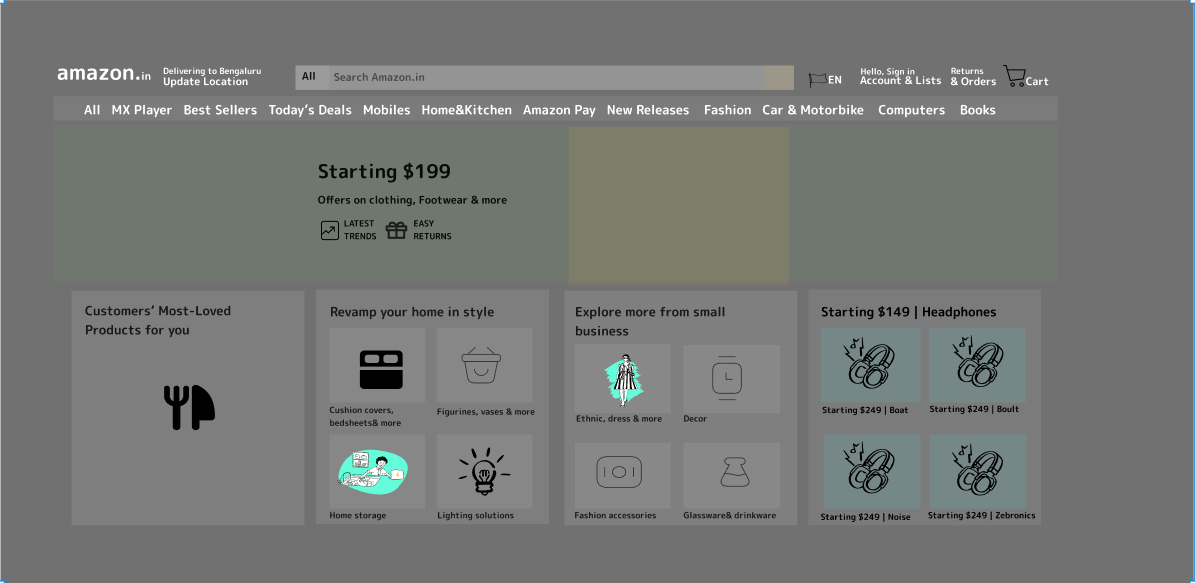 amazon.in
Delivering to Bengaluru
Update Location
All
Search Amazon.in
EN
Hello, Sign in
Account & Lists
Returns
& Orders
Cart
All MX Player Best Sellers Today's Deals Mobiles Home&Kitchen Amazon Pay New Releases Fashion Car & Motorbike Computers Books
Starting $199
Offers on clothing, Footwear & more
LATEST
TRENDS
EASY
RETURNS
Customers' Most-Loved
Products for you
Revamp your home in style
Cushion covers,
bedsheets& more
Figurines, vases & more
Home storage
Lighting solutions
Explore more from small
business
Ethnic, dress & more
Decor
Fashion accessories
Glassware& drinkware
Starting $149 | Headphones
Starting $249 | Boat
Starting $249 | Boult
Starting $249 | Noise
Starting $249 | Zebronics